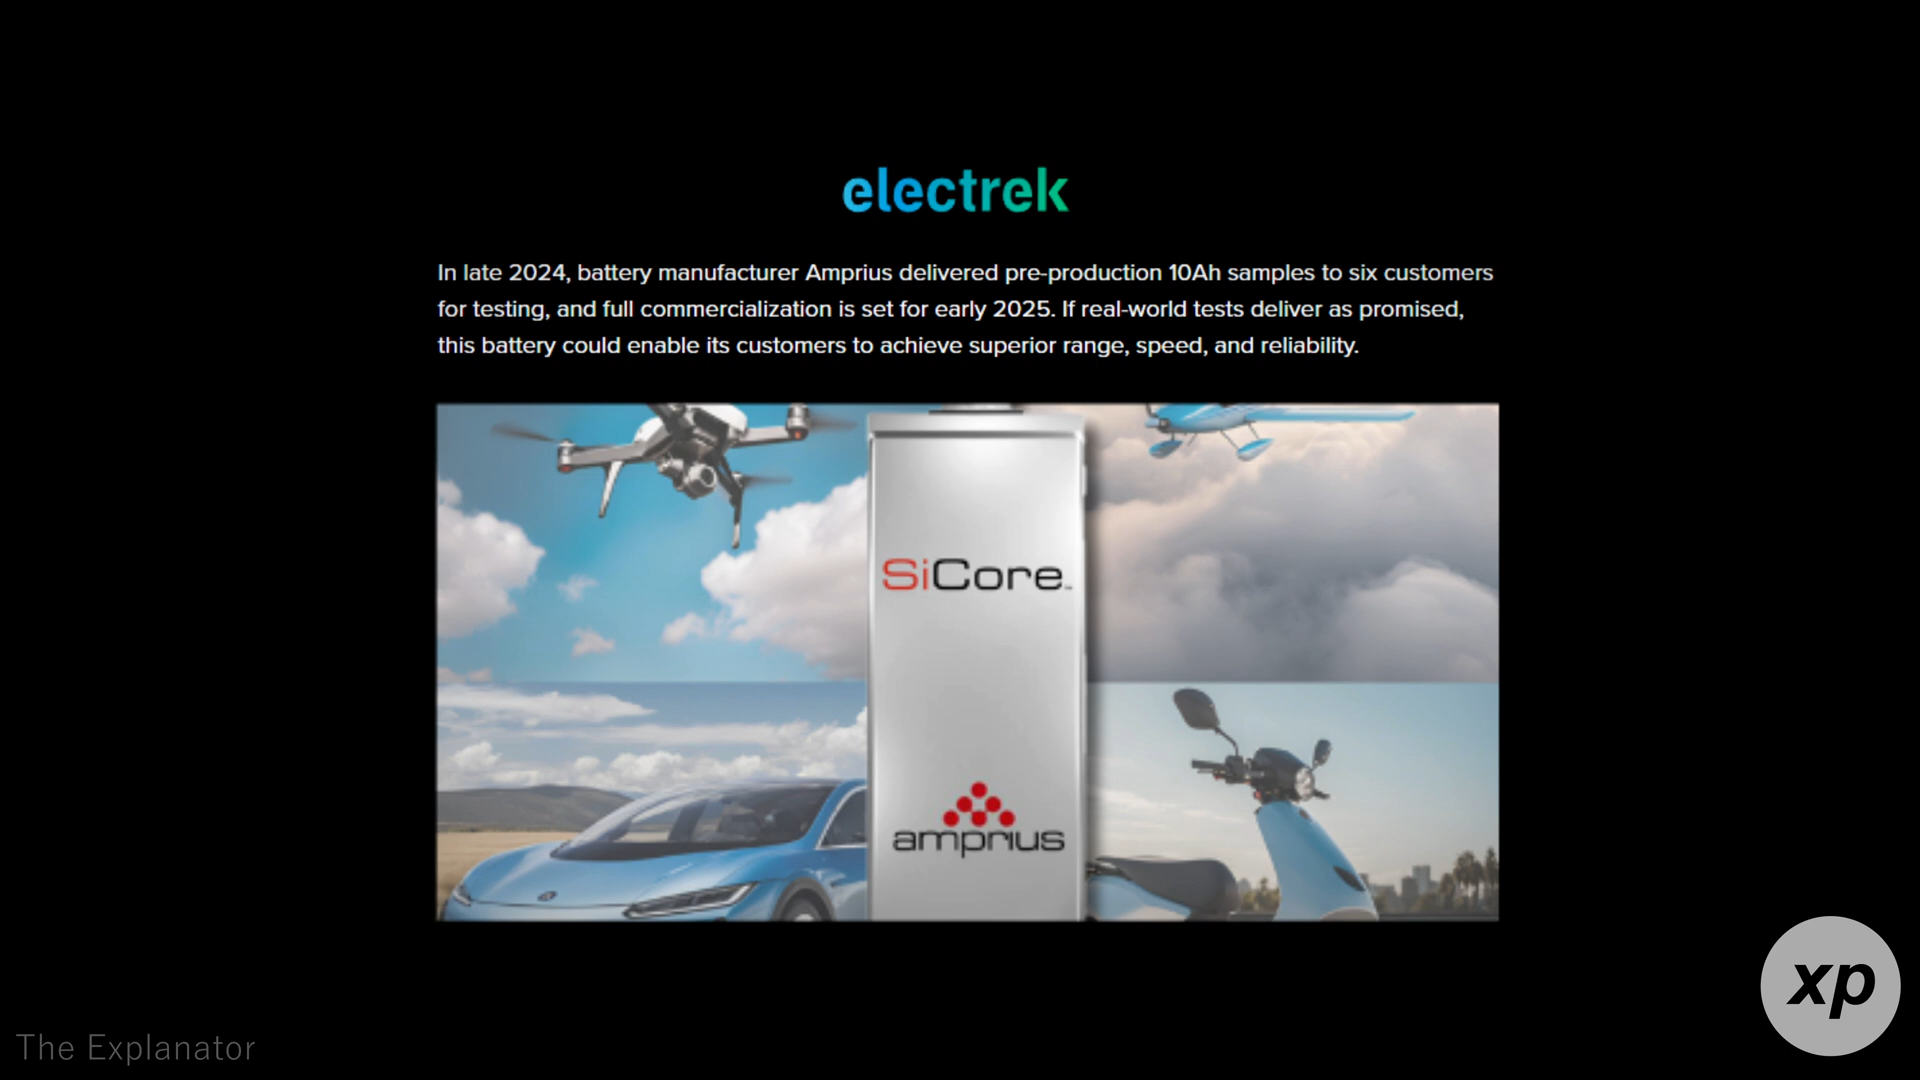 electrek
In late 2024, battery manufacturer Amprius delivered pre-production 10Ah samples to six customers
for testing, and full commercialization is set for early 2025. If real-world tests deliver as promised,
this battery could enable its customers to achieve superior range, speed, and reliability.
SiCore
amprius
xp
The Explanator